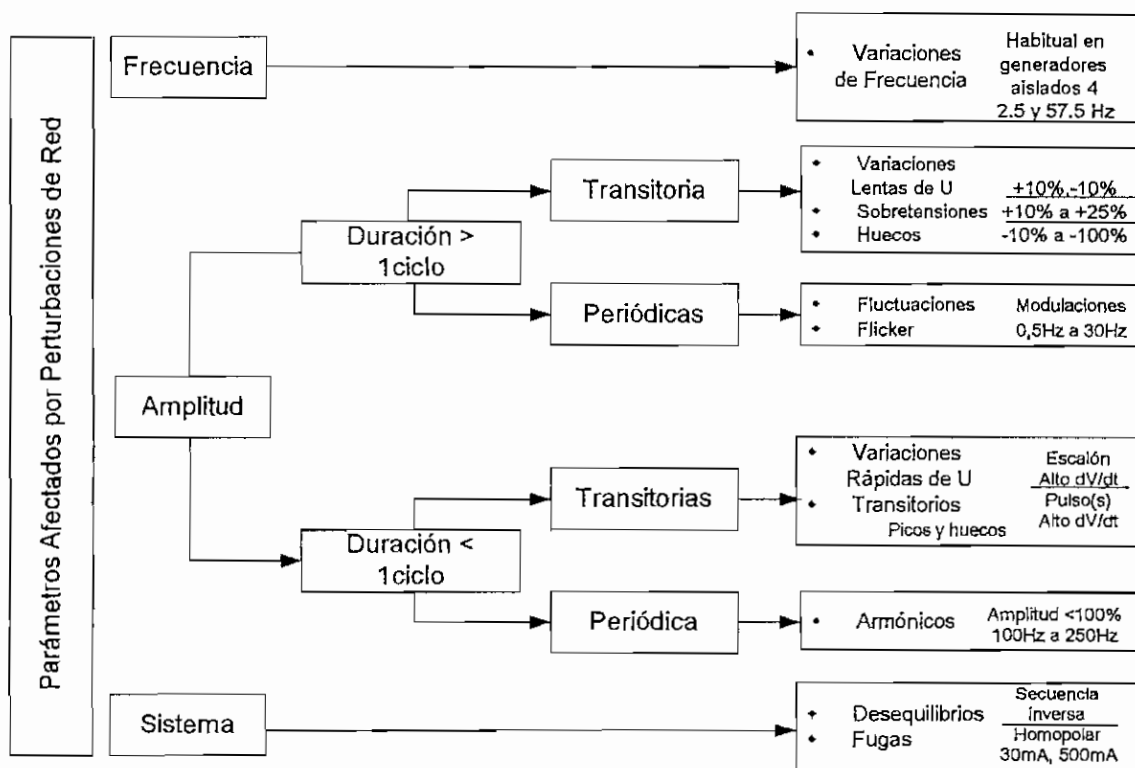 Parámetros Afectados por Perturbaciones de Red
Frecuencia
• Variaciones
de Frecuencia
Habitual en
generadores
aislados 4
2.5 y 57.5 Hz
Amplitud
Duración >
1ciclo
Transitoria
• Variaciones
Lentas de U +10%,-10%
• Sobretensiones +10% a +25%
• Huecos -10% a -100%
Periódicas
• Fluctuaciones Modulaciones
• Flicker 0,5Hz a 30Hz
Duración <
1ciclo
Transitorias
• Variaciones
Rápidas de U
• Transitorios
Picos y huecos
Escalón
Alto dV/dt
Pulso(s)
Alto dV/dt
Periódica
• Armónicos
Amplitud <100%
100Hz a 250Hz
Sistema
• Desequilibrios
• Fugas
Secuencia
Inversa
Homopolar
30mA, 500mA